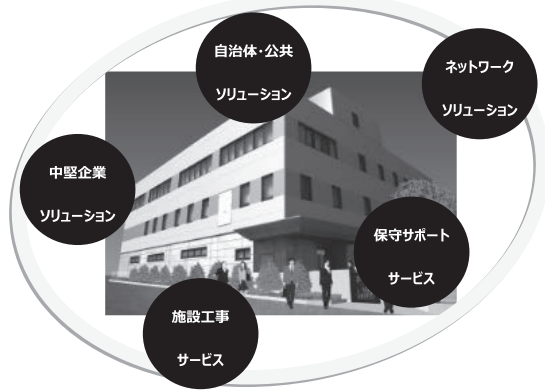 自治体・公共
ソリューション
ネットワーク
ソリューション
中堅企業
ソリューション
保守サポート
サービス
施設工事
サービス